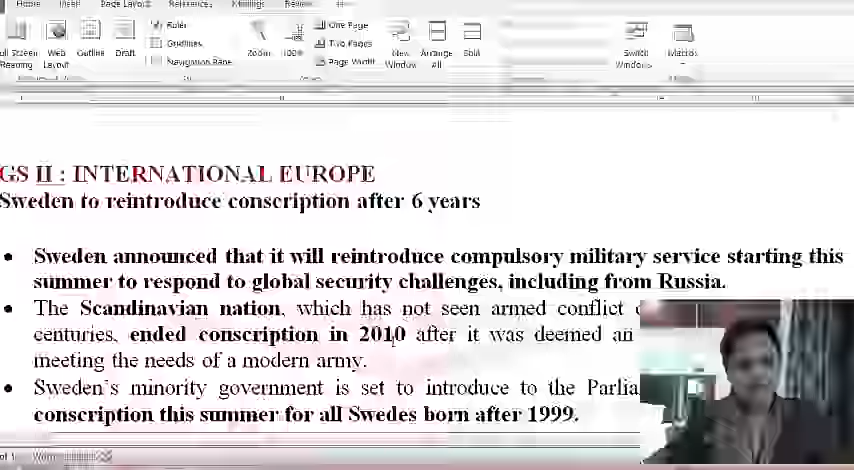 Home Insert Page Layout References Mailings Review
Ruler One Page
Gridlines Two Pages
Navigation Pane Page Width
Full Screen Reading Web Layout Outline Draft Zoom 100% New Window Arrange All Split Switch Windows Macros
GS II : INTERNATIONAL EUROPE
Sweden to reintroduce conscription after 6 years
• Sweden announced that it will reintroduce compulsory military service starting this
summer to respond to global security challenges, including from Russia.
• The Scandinavian nation, which has not seen armed conflict
centuries, ended conscription in 2010 after it was deemed an
meeting the needs of a modern army.
• Sweden's minority government is set to introduce to the Parlia
conscription this summer for all Swedes born after 1999.